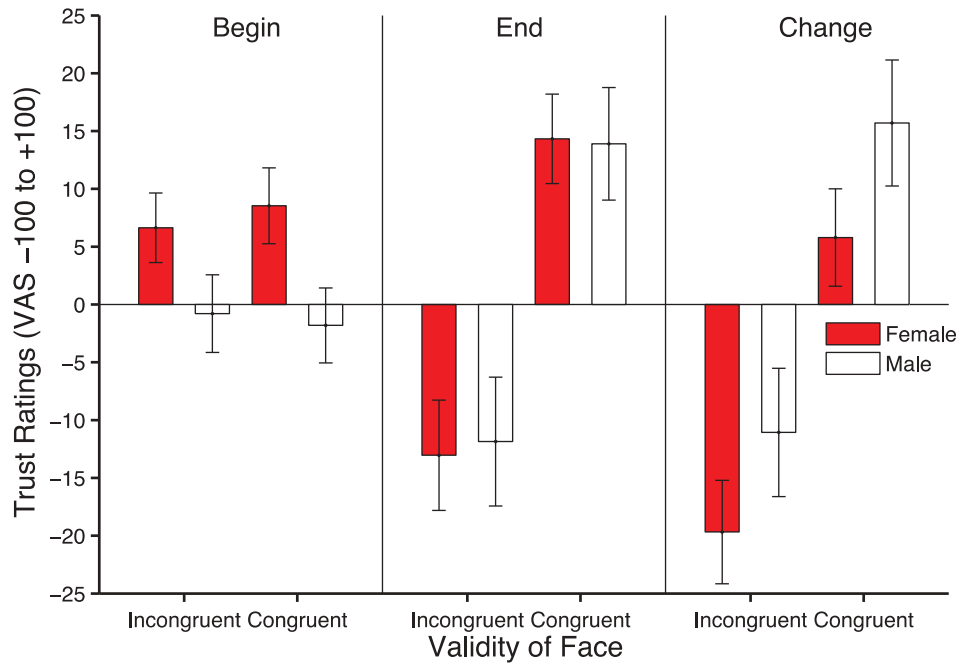 Begin
End
Change
Trust Ratings (VAS −100 to +100)
25
20
15
10
5
0
−5
−10
−15
−20
−25
Female
Male
Incongruent Congruent
Incongruent Congruent
Incongruent Congruent
Validity of Face